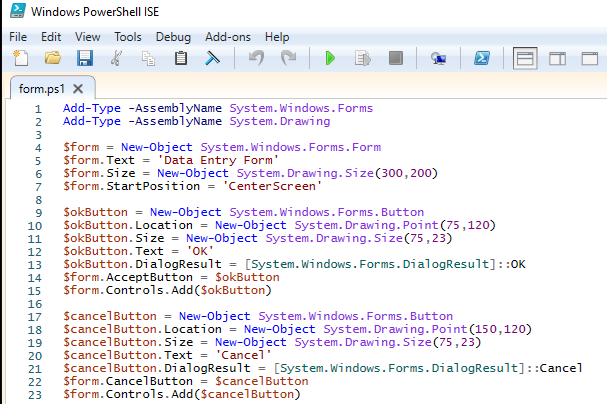 Windows PowerShell ISE
File Edit View Tools Debug Add-ons Help
form.ps1
1 Add-Type -AssemblyName System.Windows.Forms
2 Add-Type -AssemblyName System.Drawing
3
4 $form = New-Object System.Windows.Forms.Form
5 $form.Text = 'Data Entry Form'
6 $form.Size = New-Object System.Drawing.Size(300,200)
7 $form.StartPosition = 'CenterScreen'
8
9 $okButton = New-Object System.Windows.Forms.Button
10 $okButton.Location = New-Object System.Drawing.Point(75,120)
11 $okButton.Size = New-Object System.Drawing.Size(75,23)
12 $okButton.Text = 'OK'
13 $okButton.DialogResult = [System.Windows.Forms.DialogResult]::OK
14 $form.AcceptButton = $okButton
15 $form.Controls.Add($okButton)
16
17 $cancelButton = New-Object System.Windows.Forms.Button
18 $cancelButton.Location = New-Object System.Drawing.Point(150,120)
19 $cancelButton.Size = New-Object System.Drawing.Size(75,23)
20 $cancelButton.Text = 'Cancel'
21 $cancelButton.DialogResult = [System.Windows.Forms.DialogResult]::Cancel
22 $form.CancelButton = $cancelButton
23 $form.Controls.Add($cancelButton)